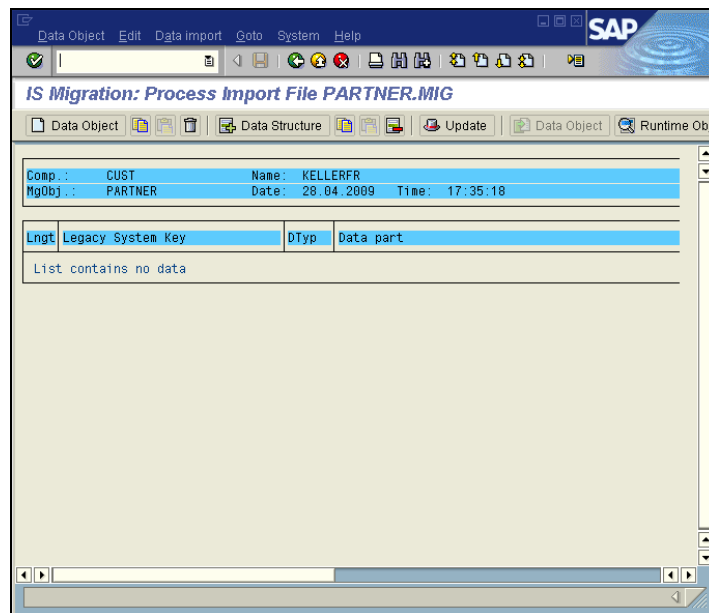 Data Object Edit Data import Goto System Help
SAP
IS Migration: Process Import File PARTNER.MIG
Data Object Data Structure Update Data Object Runtime Ob
Comp.: CUST Name: KELLERFR
MgObj.: PARTNER Date: 28.04.2009 Time: 17:35:18
Lngt Legacy System Key DTyp Data part
List contains no data